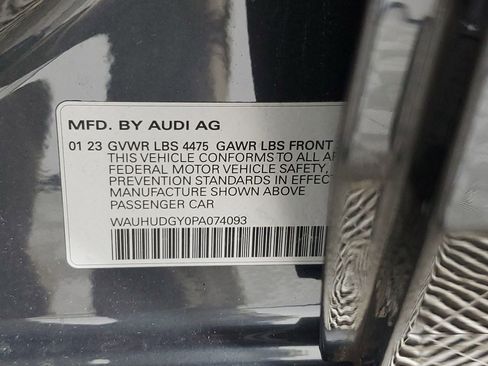 MFD. BY AUDI AG
01 23 GVWR LBS 4475 GAWR LBS FRONT
THIS VEHICLE CONFORMS TO ALL
FEDERAL MOTOR VEHICLE SAFETY,
PREVENTION STANDARDS IN EFFEC
MANUFACTURE SHOWN ABOVE
PASSENGER CAR
WAUHUDGY0PA074093